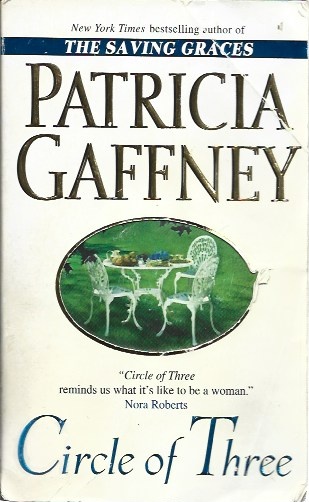 New York Times bestselling author of
THE SAVING GRACES
PATRICIA
GAFFNEY
“Circle of Three
reminds us what it's like to be a woman.”
Nora Roberts
Circle of Three